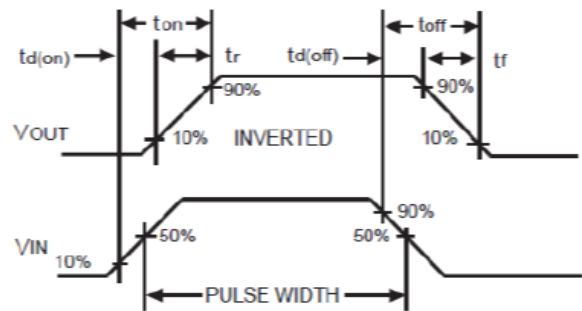 ton toff
td(on) tr td(off) tf
90% 90%
VOUT 10% INVERTED 10%
90%
VIN 50% 50%
10%
PULSE WIDTH